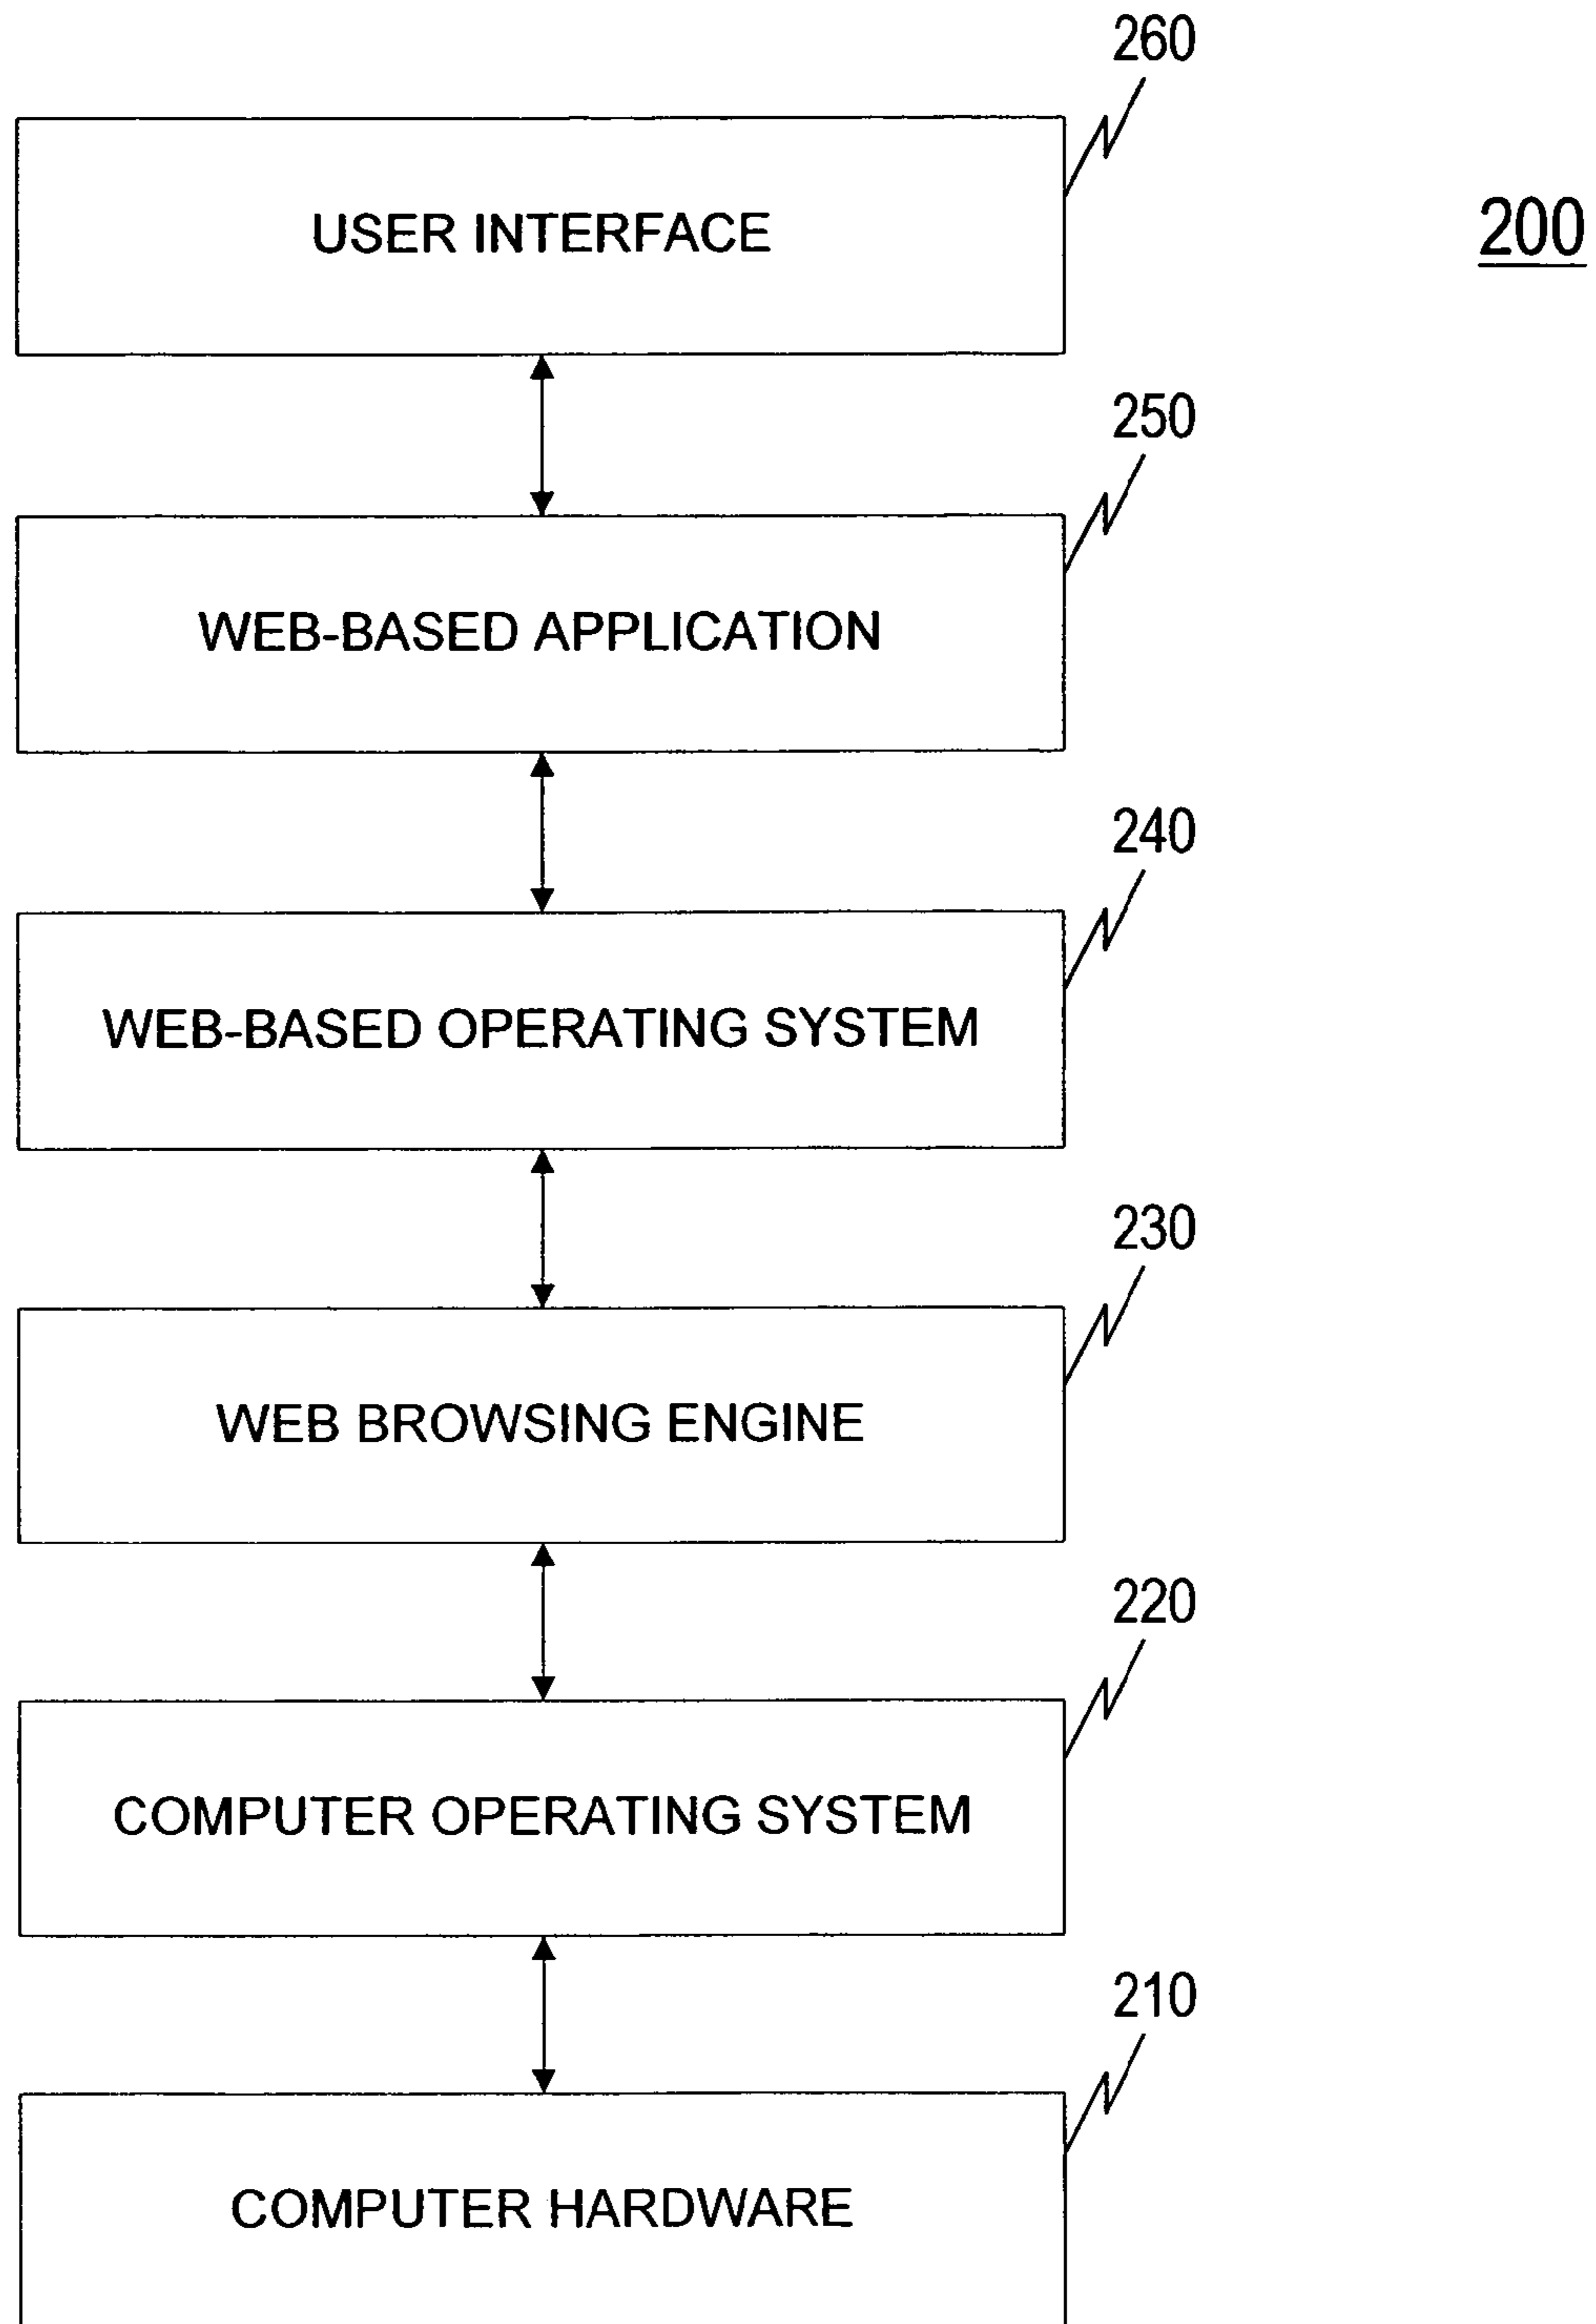 260
USER INTERFACE
200
250
WEB-BASED APPLICATION
240
WEB-BASED OPERATING SYSTEM
230
WEB BROWSING ENGINE
220
COMPUTER OPERATING SYSTEM
210
COMPUTER HARDWARE